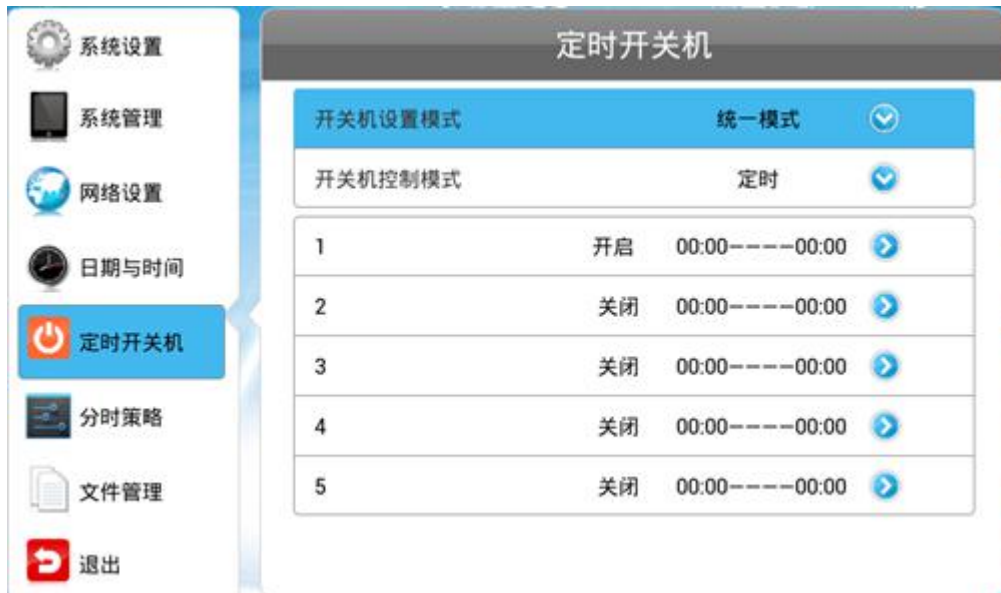 系统设置
系统管理
网络设置
日期与时间
定时开关机
分时策略
文件管理
退出
定时开关机
开关机设置模式 统一模式
开关机控制模式 定时
1 开启 00:00----00:00
2 关闭 00:00----00:00
3 关闭 00:00----00:00
4 关闭 00:00----00:00
5 关闭 00:00----00:00